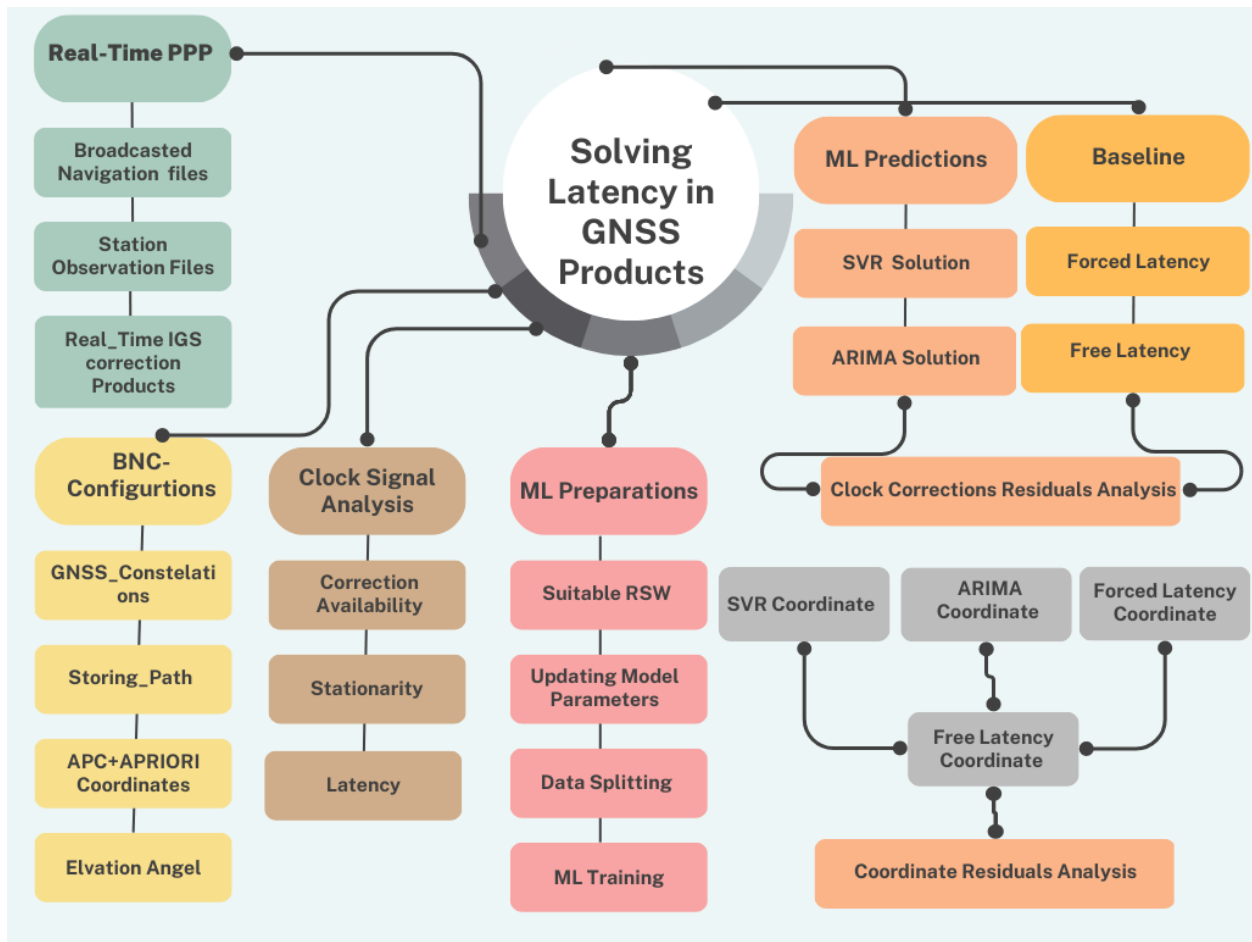 Real-Time PPP
Broadcasted
Navigation files
Station
Observation Files
Real_Time IGS
correction
Products
Solving
Latency in
GNSS
Products
ML Predictions
SVR Solution
ARIMA Solution
Baseline
Forced Latency
Free Latency
Clock Corrections Residuals Analysis
BNC-
Configurtions
GNSS_Constelati
ons
Storing_Path
APC+APRIORI
Coordinates
Elvation Angel
Clock Signal
Analysis
Correction
Availability
Stationarity
Latency
ML Preparations
Suitable RSW
Updating Model
Parameters
Data Splitting
ML Training
SVR Coordinate
ARIMA
Coordinate
Forced Latency
Coordinate
Free Latency
Coordinate
Coordinate Residuals Analysis